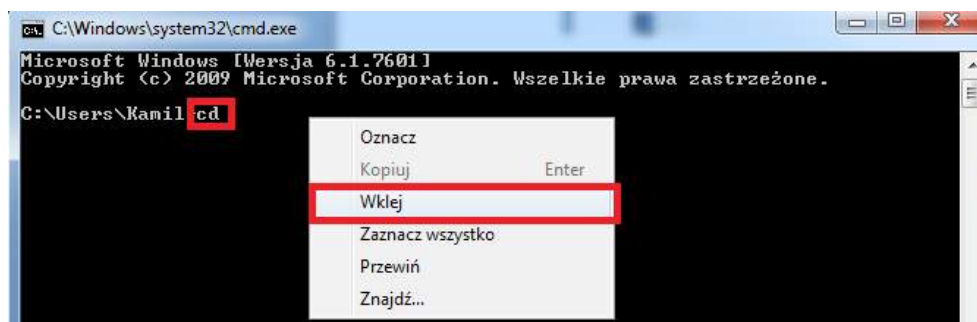 C:\Windows\system32\cmd.exe
Microsoft Windows [Wersja 6.1.7601]
Copyright (c) 2009 Microsoft Corporation. Wszelkie prawa zastrzeżone.
C:\Users\Kamil>cd
Oznacz
Kopiuj Enter
Wklej
Zaznacz wszystko
Przewiń
Znajdź...